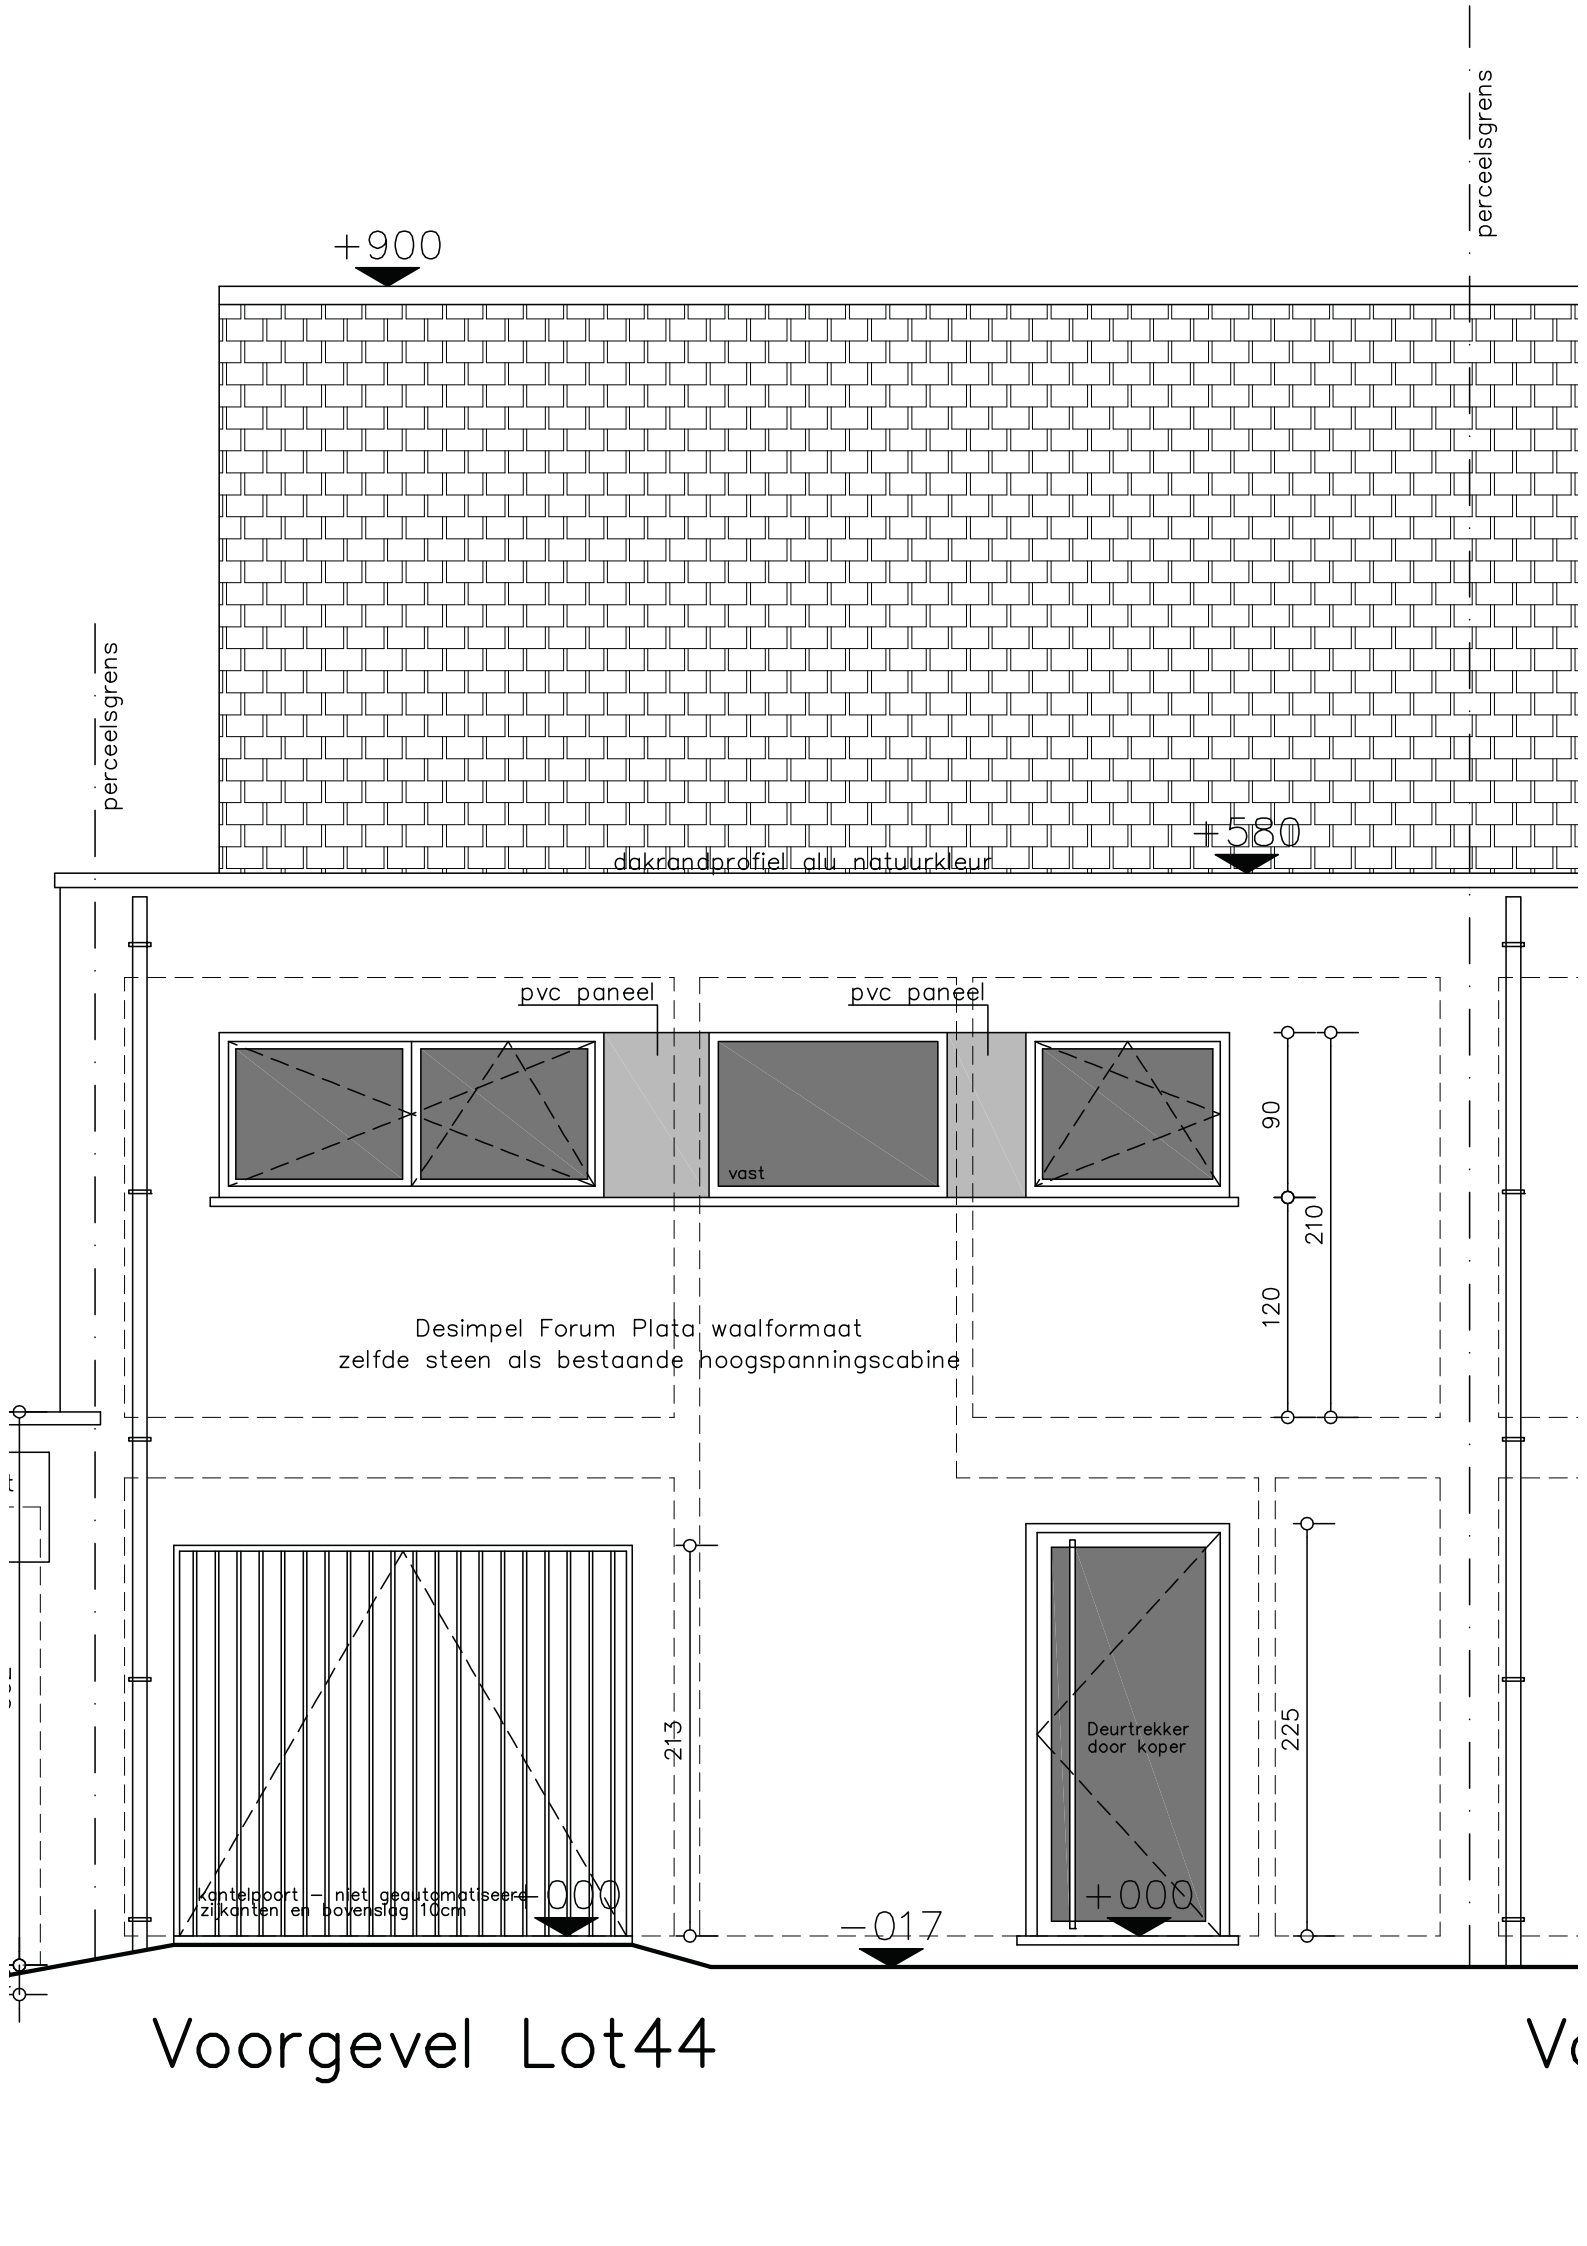 perceelsgrens
+900
perceelsgrens
+580
dakrandprofiel alu natuurkleur
pvc paneel
pvc paneel
vast
90
210
120
Desimpel Forum Plata waalformaat
zelfde steen als bestaande hoogspanningscabine
213
225
Deurtrekker
door koper
kantelpoort – niet geautomatiseerd
zijkanten en bovenslag 10cm
+000
+000
-017
Voorgevel Lot44